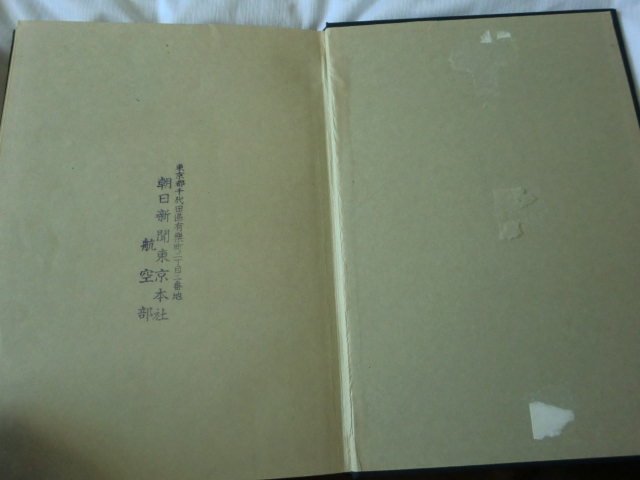 東京都千代田區有樂町二丁目三番地
朝日新聞東京本社
航空部